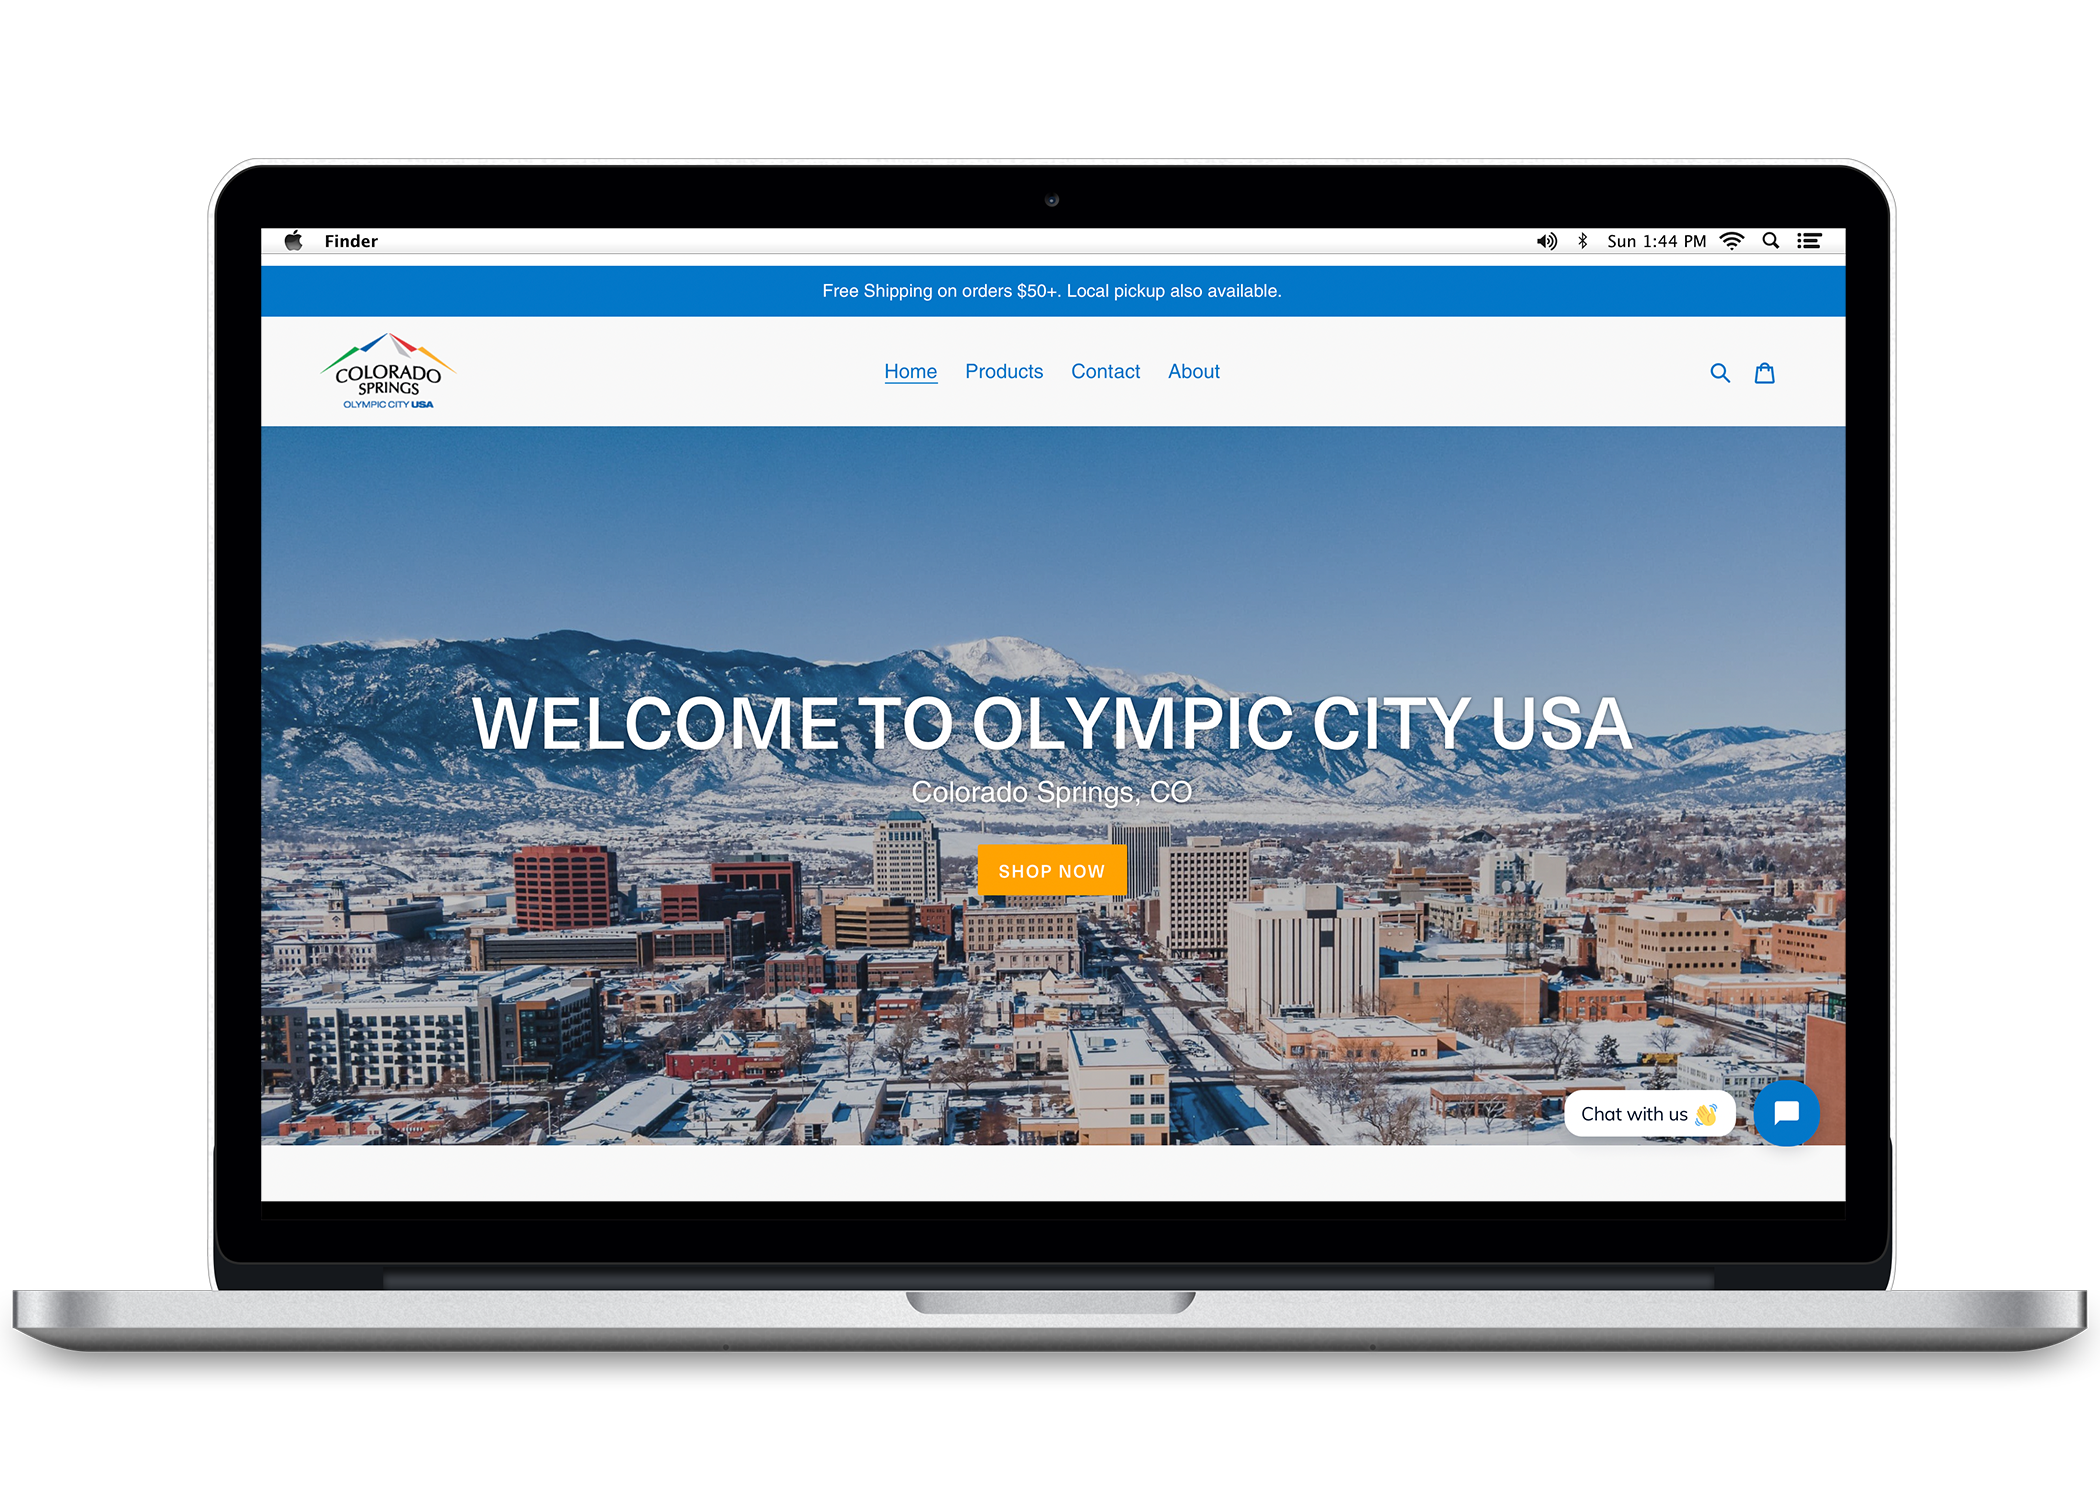 Finder
Sun 1:44 PM
Free Shipping on orders $50+. Local pickup also available.
COLORADO
SPRINGS
OLYMPIC CITY USA
Home Products Contact About
WELCOME TO OLYMPIC CITY USA
Colorado Springs, CO
SHOP NOW
Chat with us 👋